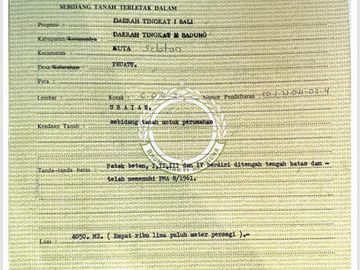 SEBIDANG TANAH TERLETAK DALAM
Propinsi : DAERAH TINGKAT I BALI
Kabupaten/Kotamadya : DAERAH TINGKAT II BADUNG
Kecamatan : KUTA Selatan
Desa/Kelurahan : PECATU.
Peta :
Lembar : Kotak : Nomor Pendaftaran :
URAIAN.
Keadaan Tanah : sebidang tanah untuk perumahan
Tanda-tanda batas : Patok beton, I,II,III dan IV berdiri ditengah tengah batas dan -
telah memenuhi PMA 8/1961.
Luas : 4050. M2. ( Empat ribu lima puluh meter persegi ).-